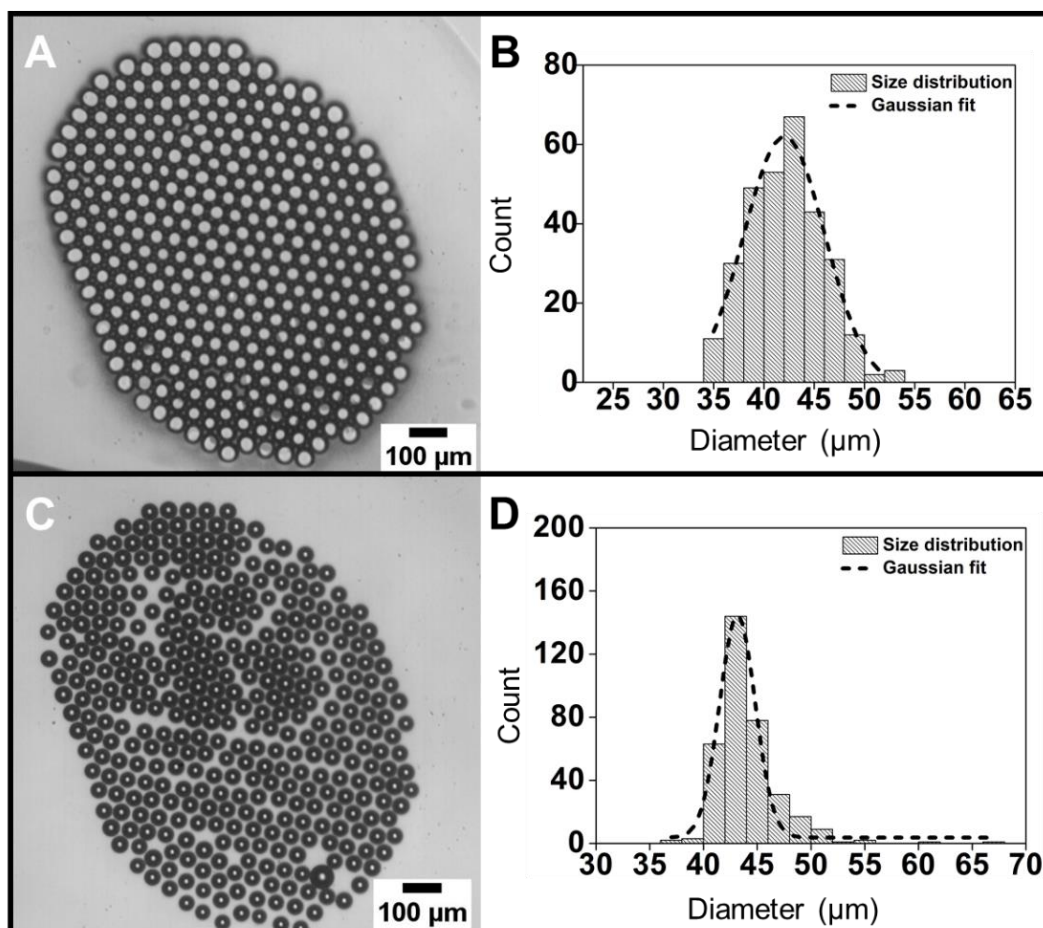 A
100 µm
B
Size distribution
Gaussian fit
Count
80
60
40
20
0
25 30 35 40 45 50 55 60 65
Diameter (µm)
C
100 µm
D
Size distribution
Gaussian fit
Count
200
160
120
80
40
0
30 40 45 50 55 60 65 70
Diameter (µm)